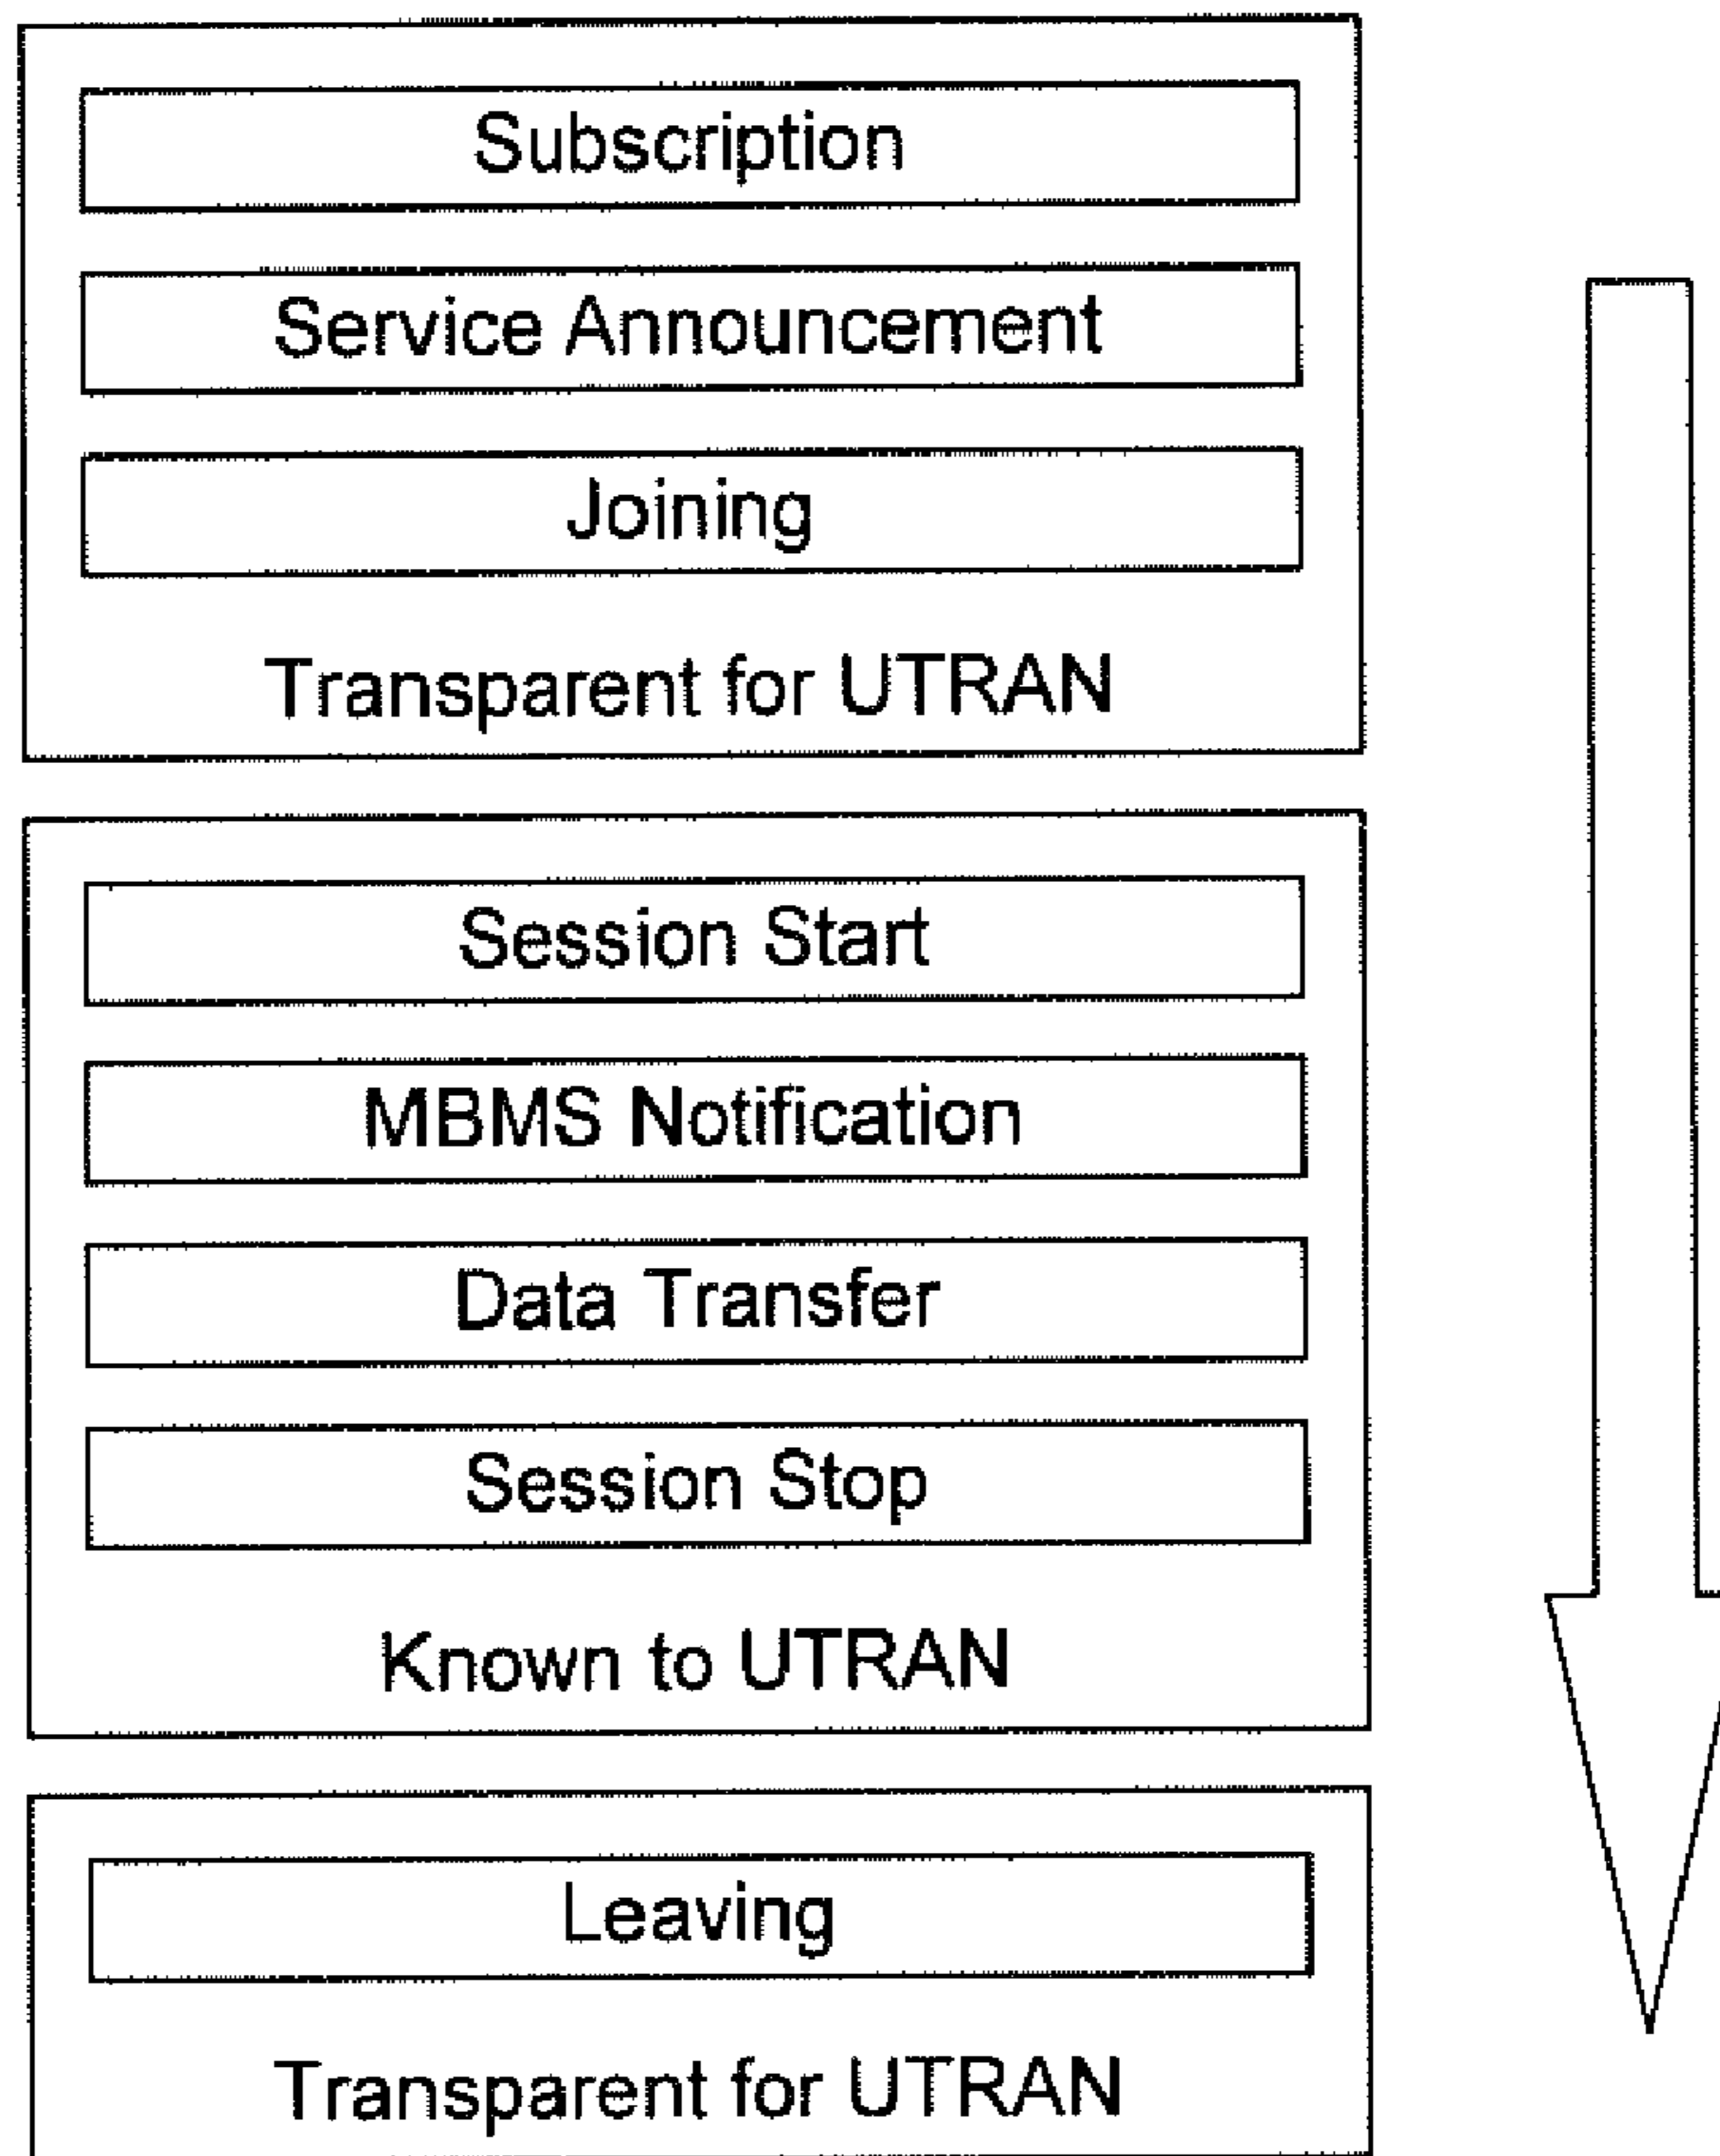 Subscription
Service Announcement
Joining
Transparent for UTRAN
Session Start
MBMS Notification
Data Transfer
Session Stop
Known to UTRAN
Leaving
Transparent for UTRAN